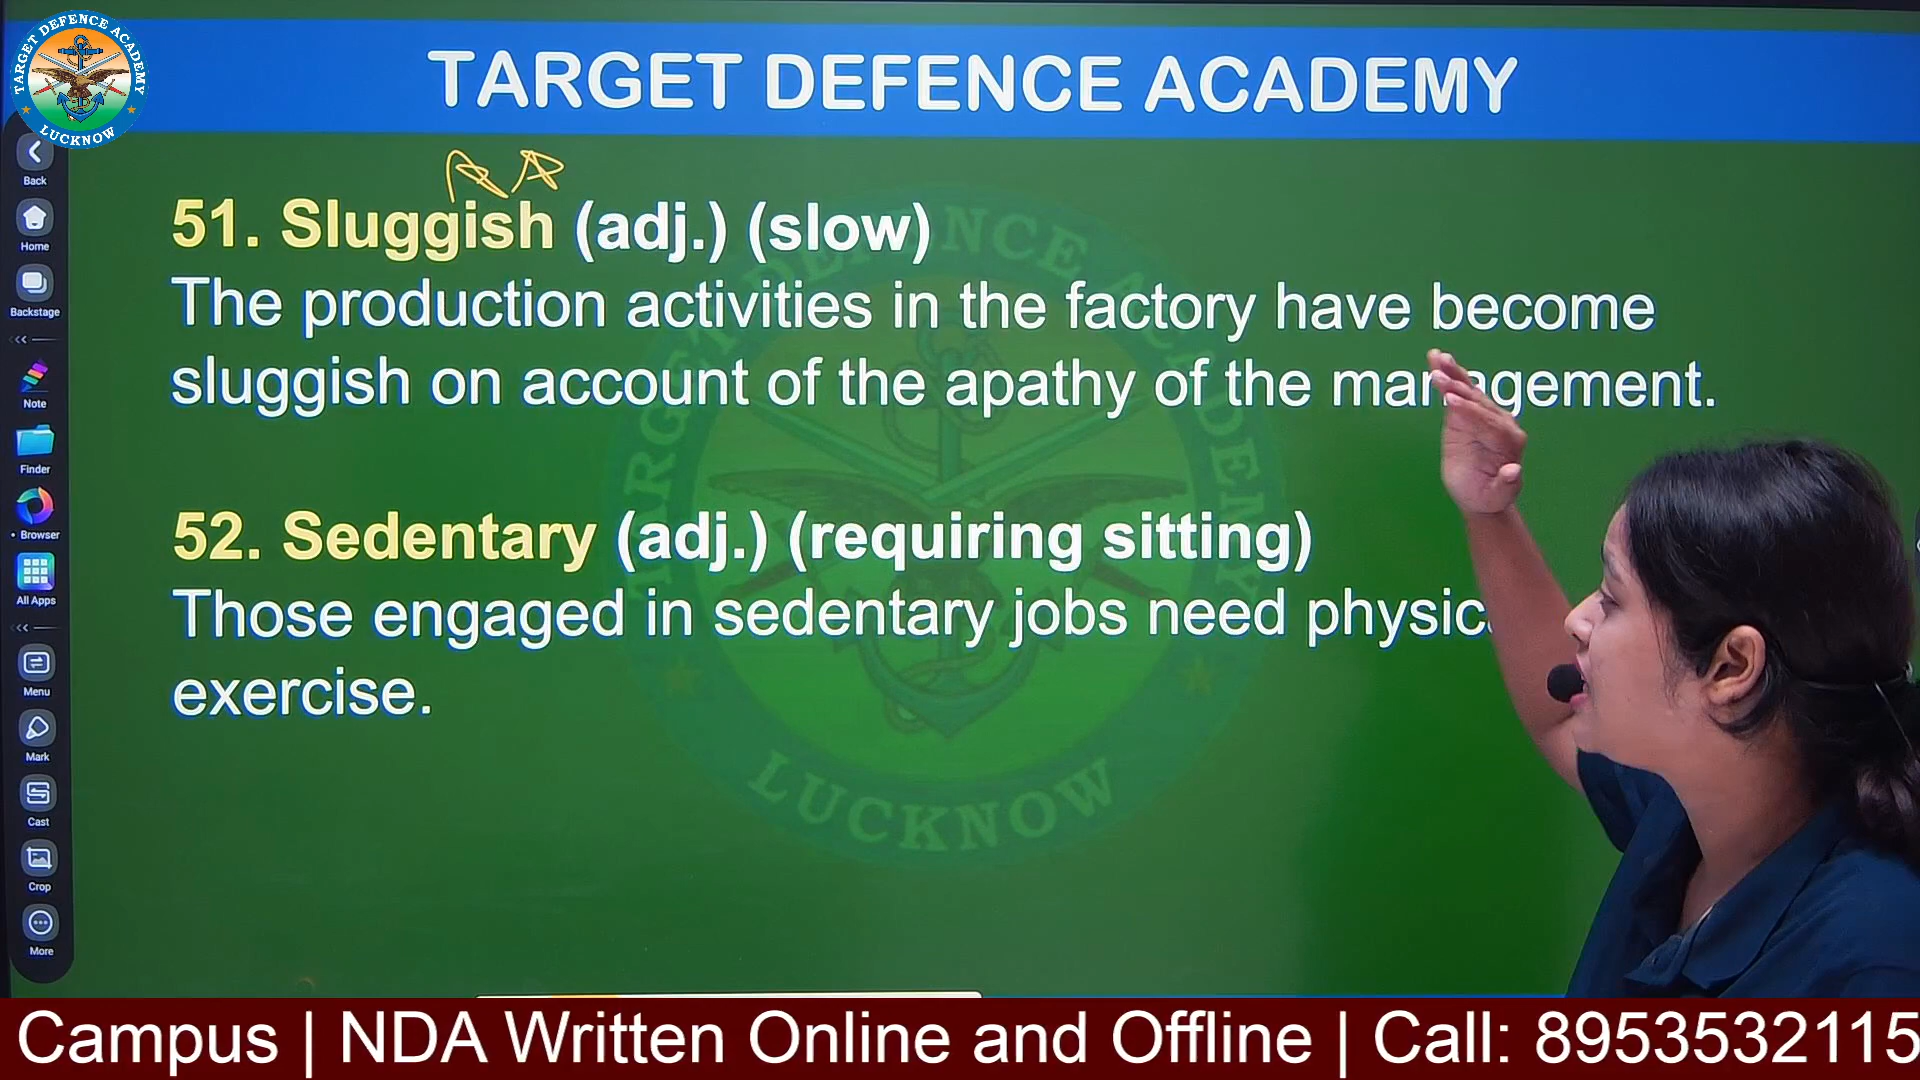 TARGET DEFENCE ACADEMY
LUCKNOW
TARGET DEFENCE ACADEMY
Back
Home
Backstage
Note
Finder
• Browser
All Apps
Menu
Mark
Cast
Crop
More
51. Sluggish (adj.) (slow)
The production activities in the factory have become
sluggish on account of the apathy of the management.
52. Sedentary (adj.) (requiring sitting)
Those engaged in sedentary jobs need
exercise.
TARGET DEFENCE ACADEMY
LUCKNOW
Campus | NDA Written Online and Offline | Call: 8953532115